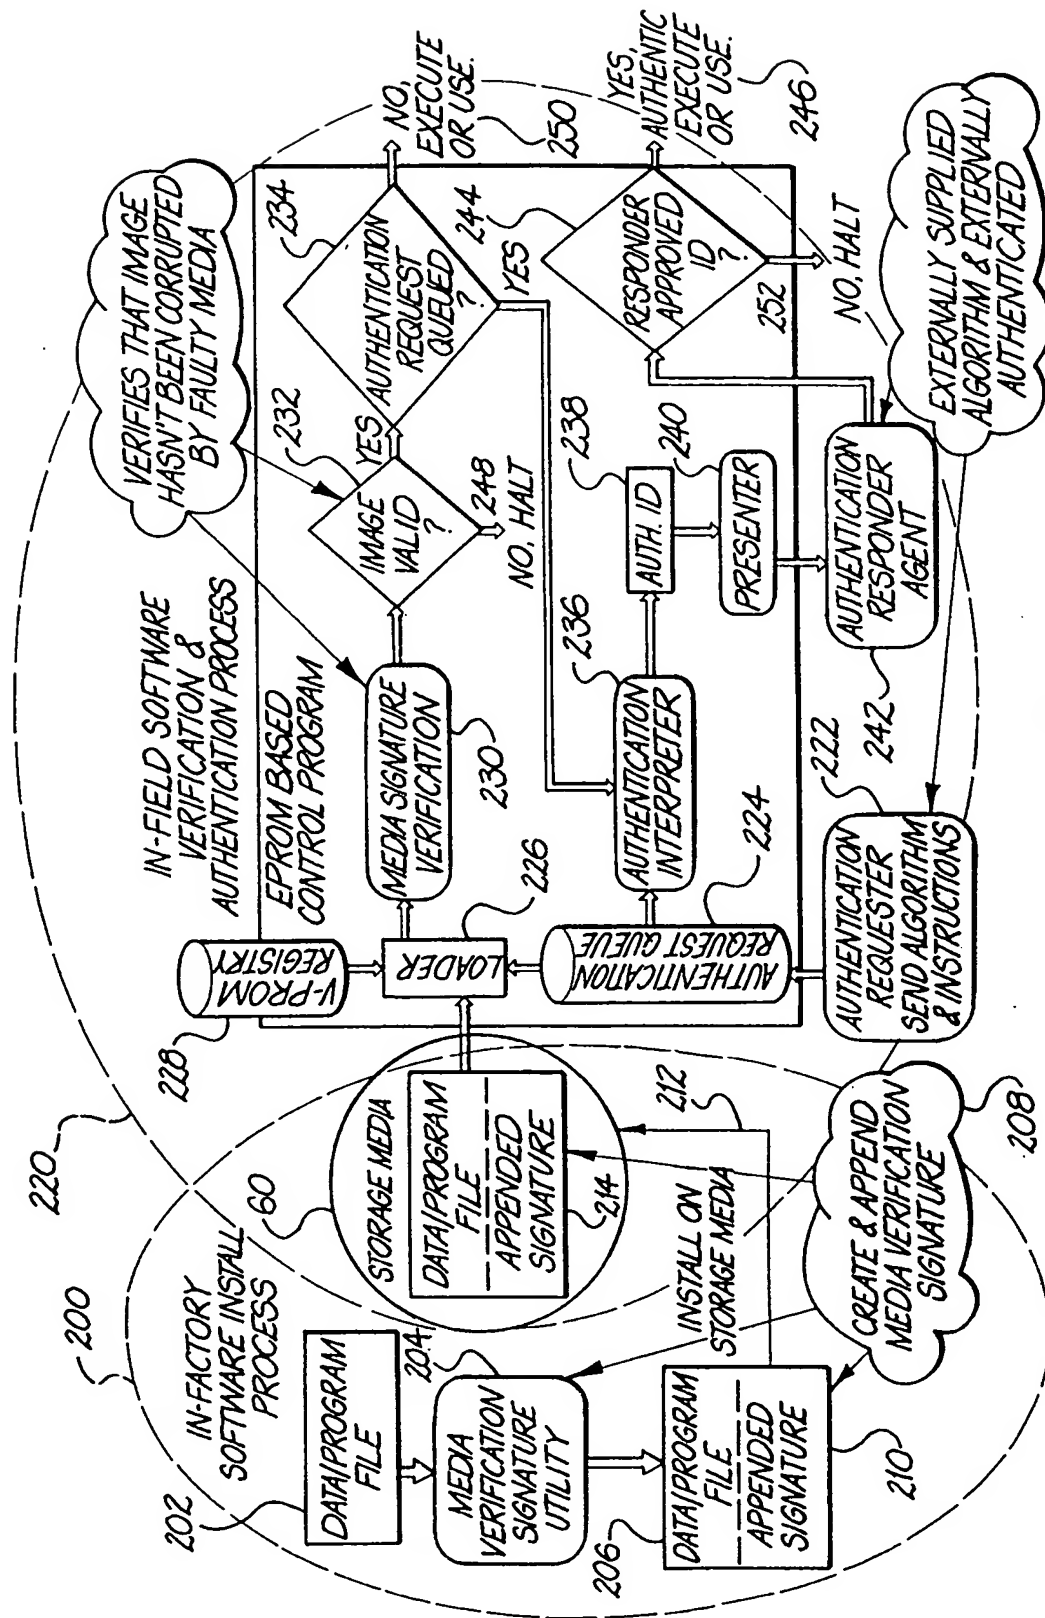 200
IN-FACTORY
SOFTWARE INSTALL
PROCESS
202
DATA/PROGRAM
FILE
204
MEDIA
VERIFICATION
SIGNATURE
UTILITY
206
DATA/PROGRAM
FILE
APPENDED
SIGNATURE
210
CREATE & APPEND
MEDIA VERIFICATION
SIGNATURE
208
INSTALL ON
STORAGE MEDIA
212
60
STORAGE MEDIA
DATA/PROGRAM
FILE
APPENDED
SIGNATURE
214
220
IN-FIELD SOFTWARE
VERIFICATION &
AUTHENTICATION PROCESS
EPROM BASED
CONTROL PROGRAM
228
V-PROM
REGISTRY
LOADER
226
AUTHENTICATION
REQUEST QUEUE
224
AUTHENTICATION
REQUESTER
SEND ALGORITHM
& INSTRUCTIONS
222
MEDIA SIGNATURE
VERIFICATION
230
VERIFIES THAT IMAGE
HASN'T BEEN CORRUPTED
BY FAULTY MEDIA
232
IMAGE
VALID
?
YES
248
NO, HALT
234
AUTHENTICATION
REQUEST
QUEUED
?
YES
NO,
EXECUTE
OR USE.
250
AUTHENTICATION
INTERPRETER
236
AUTH. ID
238
PRESENTER
240
AUTHENTICATION
RESPONDER
AGENT
242
244
RESPONDER
APPROVED
ID
?
YES,
AUTHENTIC
EXECUTE
OR USE.
246
252
NO, HALT
EXTERNALLY SUPPLIED
ALGORITHM & EXTERNALLY
AUTHENTICATED